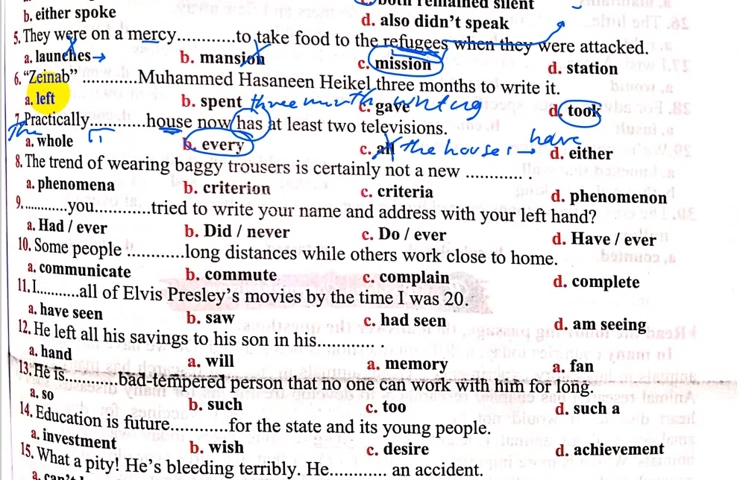 both remained silent
b. either spoke d. also didn't speak
5. They were on a mercy............to take food to the refugees when they were attacked.
a. launches b. mansion c. mission d. station
6. "Zeinab" ............Muhammed Hasaneen Heikel three months to write it.
a. left b. spent three month writing c. gave d. took
7. Practically............house now has at least two televisions.
The have
a. whole b. every c. all the houses d. either
8. The trend of wearing baggy trousers is certainly not a new ............ .
a. phenomena b. criterion c. criteria d. phenomenon
9............you............tried to write your name and address with your left hand?
a. Had / ever b. Did / never c. Do / ever d. Have / ever
10. Some people ............long distances while others work close to home.
a. communicate b. commute c. complain d. complete
11. I..........all of Elvis Presley's movies by the time I was 20.
a. have seen b. saw c. had seen d. am seeing
12. He left all his savings to his son in his............ .
a. hand a. will a. memory a. fan
13. He is............bad-tempered person that no one can work with him for long.
a. so b. such c. too d. such a
14. Education is future............for the state and its young people.
a. investment b. wish c. desire d. achievement
15. What a pity! He's bleeding terribly. He............ an accident.